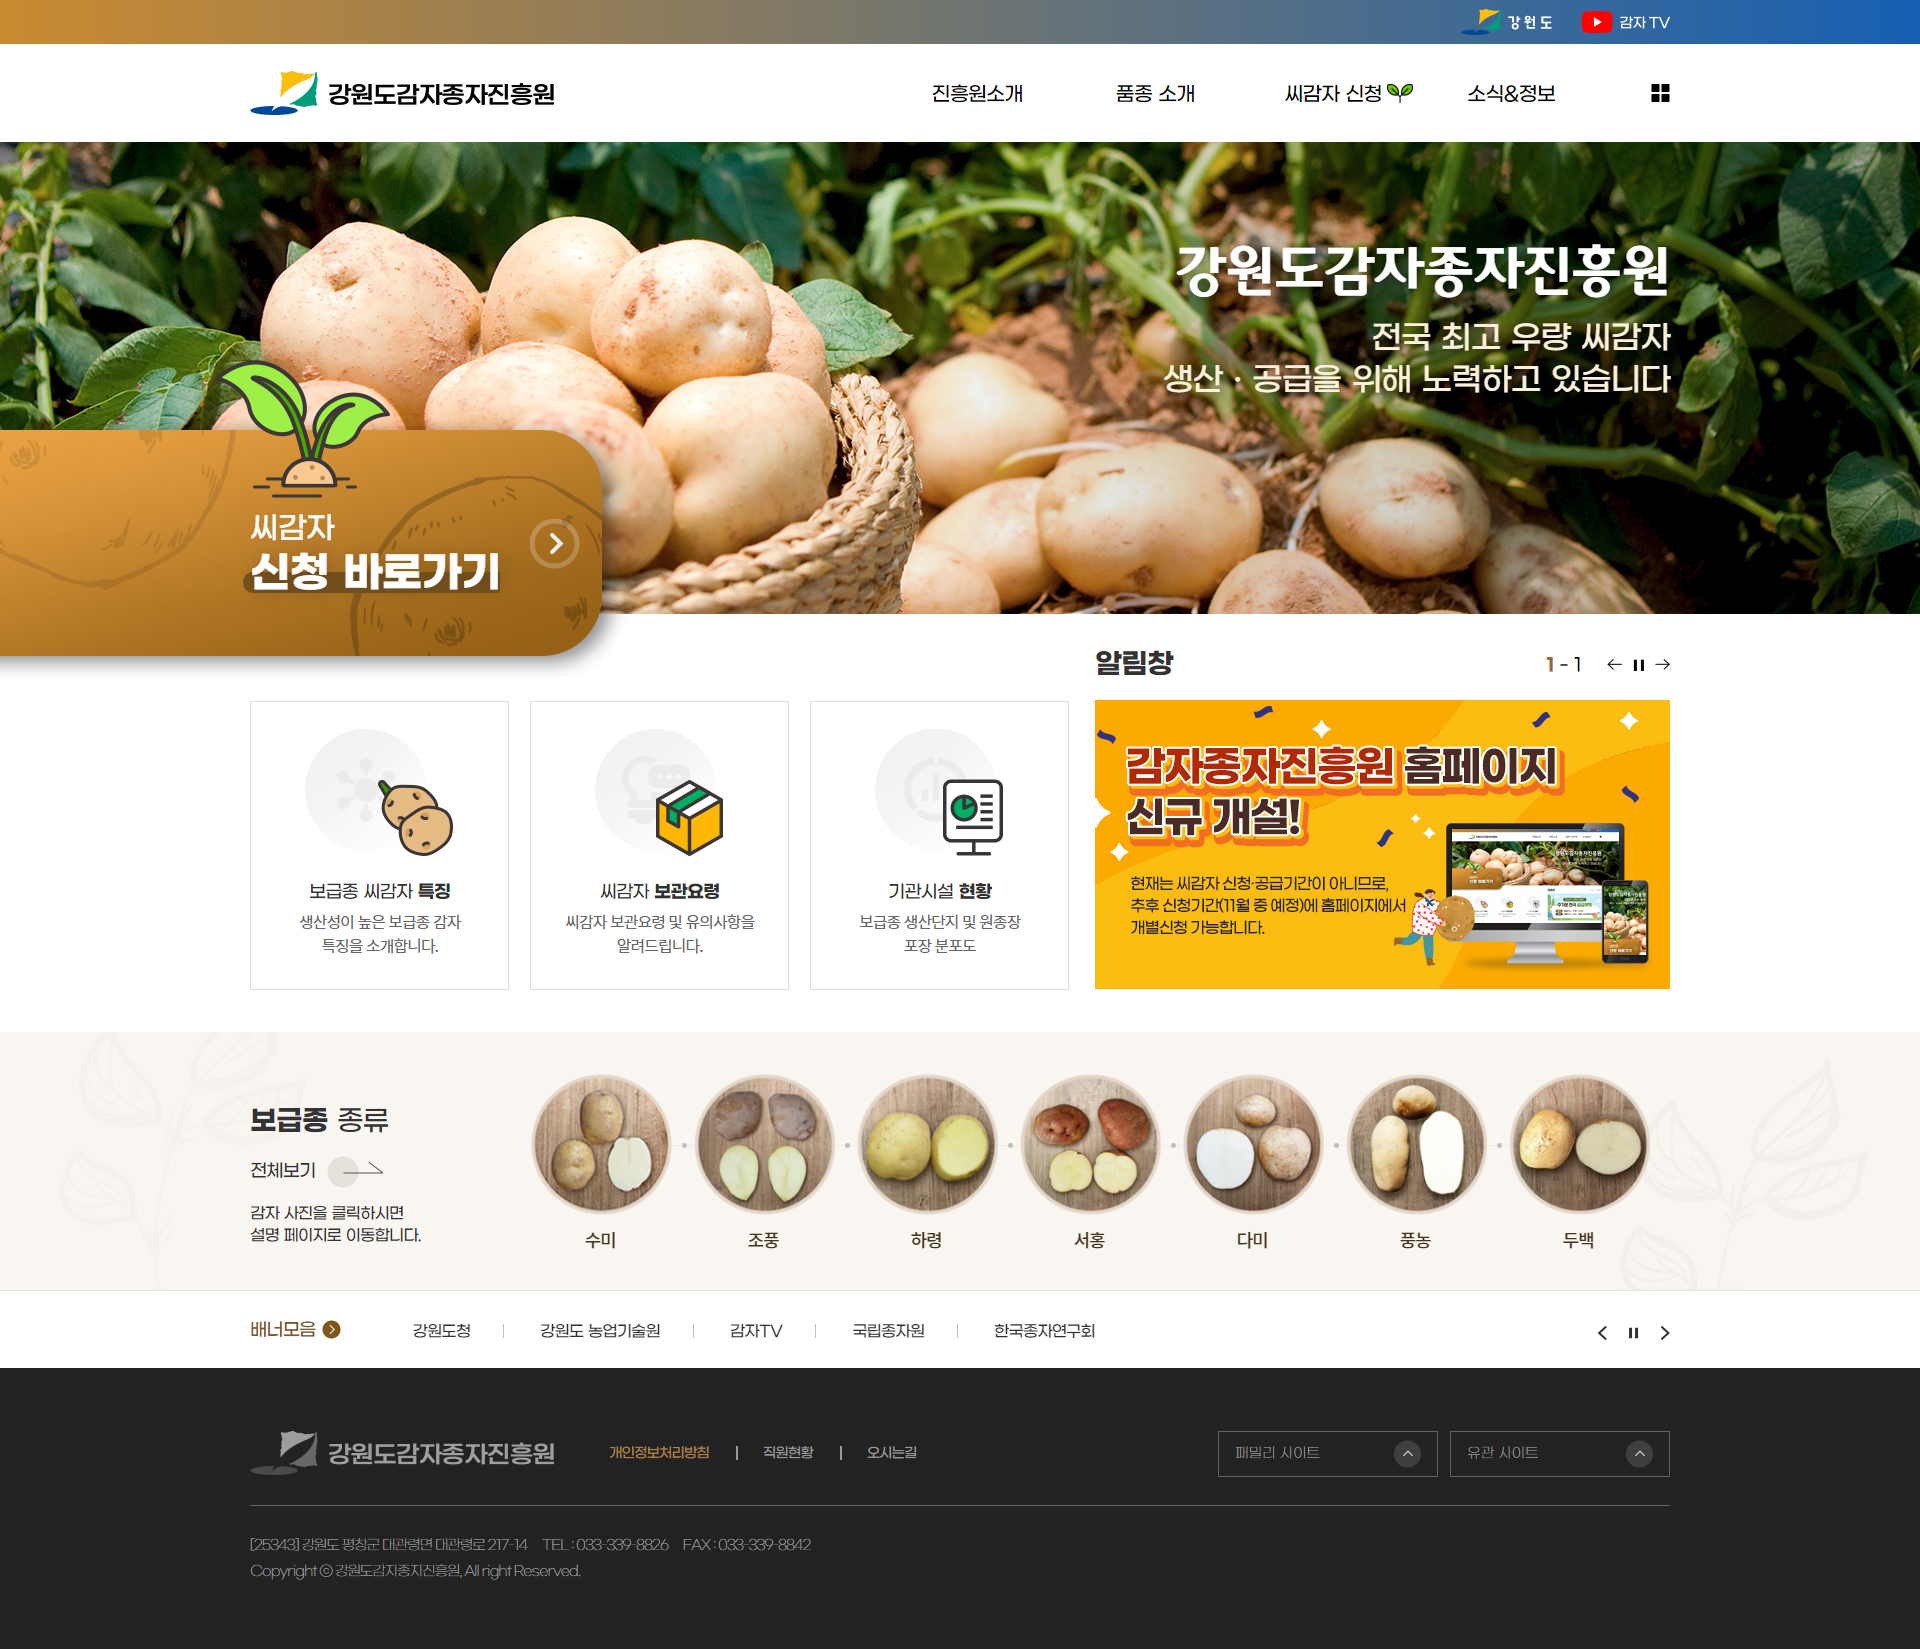 강원도
감자 TV
강원도감자종자진흥원
진흥원소개
품종 소개
씨감자 신청
소식&정보
강원도감자종자진흥원
전국 최고 우량 씨감자
생산 · 공급을 위해 노력하고 있습니다
씨감자
신청 바로가기
알림창
1 - 1
보급종 씨감자 특징
생산성이 높은 보급종 감자
특징을 소개합니다.
씨감자 보관요령
씨감자 보관요령 및 유의사항을
알려드립니다.
기관시설 현황
보급종 생산단지 및 원종장
포장 분포도
감자종자진흥원 홈페이지
신규 개설!
현재는 씨감자 신청·공급기간이 아니므로,
추후 신청기간(11월 중 예정)에 홈페이지에서
개별신청 가능합니다.
보급종 종류
전체보기
감자 사진을 클릭하시면
설명 페이지로 이동합니다.
수미
조풍
하령
서홍
다미
풍농
두백
배너모음
강원도청
강원도 농업기술원
감자TV
국립종자원
한국종자연구회
강원도감자종자진흥원
개인정보처리방침
직원현황
오시는길
패밀리 사이트
유관 사이트
[25343] 강원도 평창군 대관령면 대관령로 217-14 TEL : 033-339-8826 FAX : 033-339-8842
Copyright ⓒ 강원도감자종자진흥원, All right Reserved.